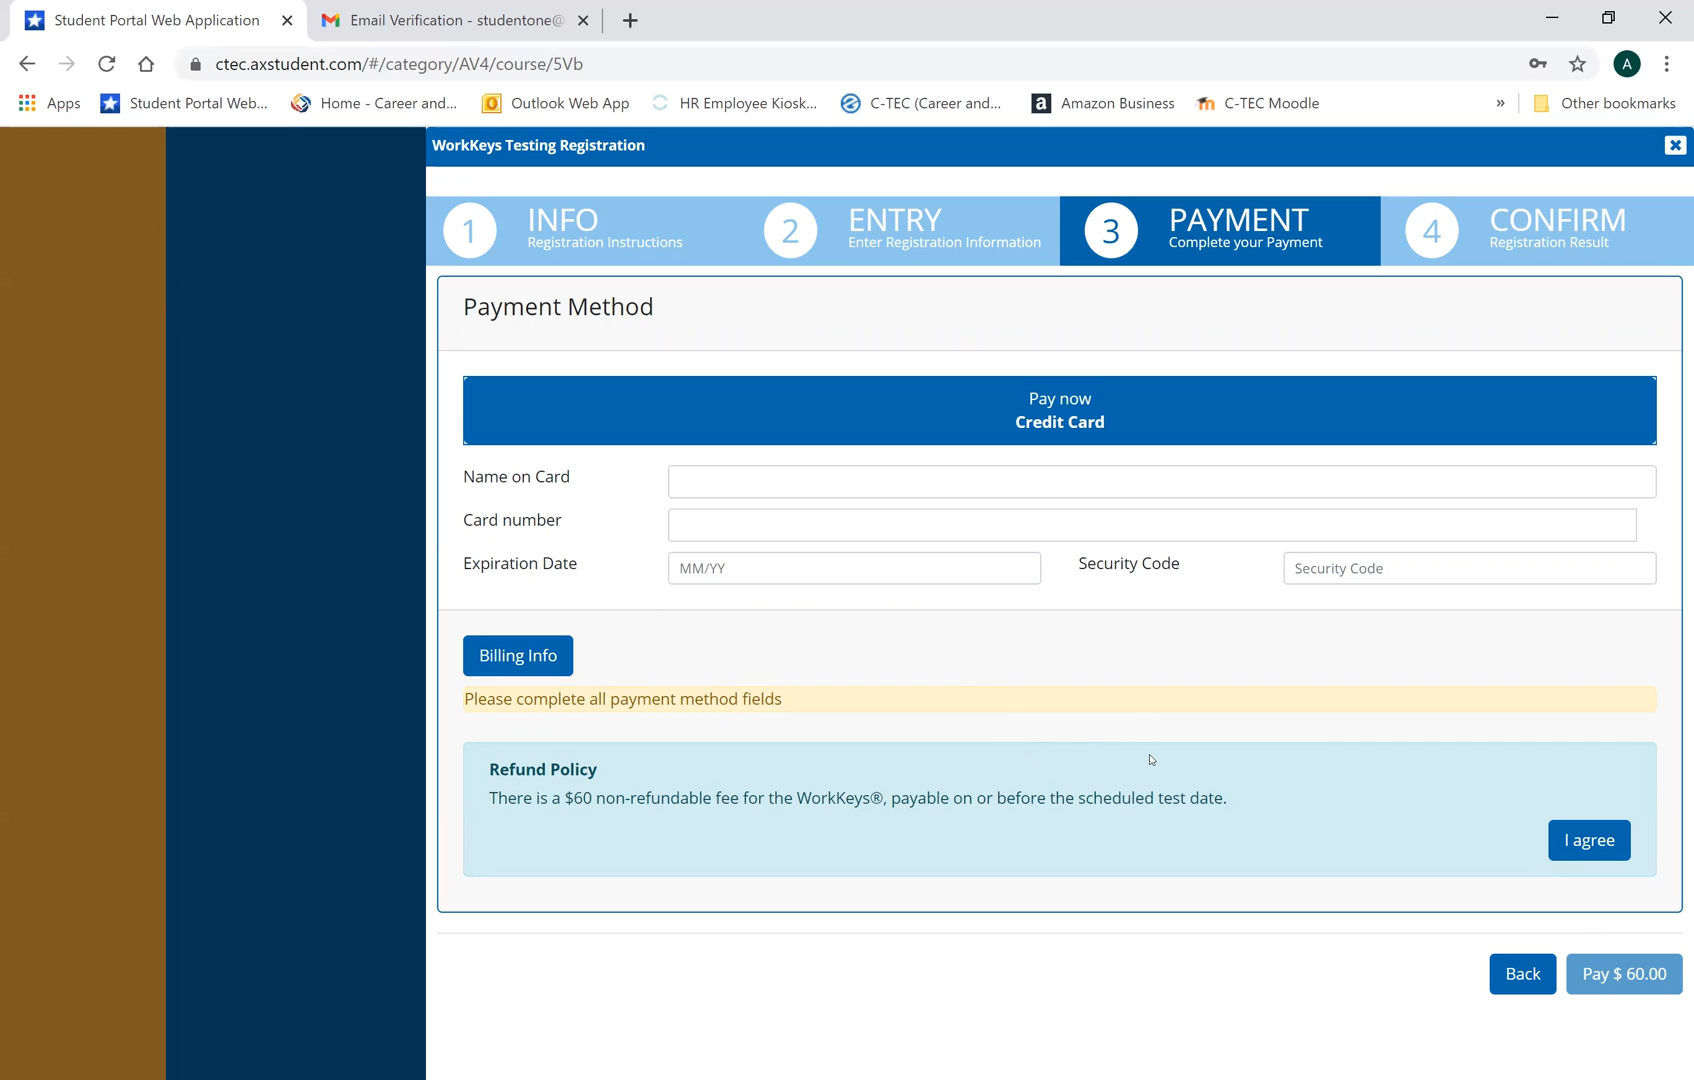 Student Portal Web Application
Email Verification - studentone@
ctec.axstudent.com/#/category/AV4/course/5Vb
A
Apps
Student Portal Web...
Home - Career and...
Outlook Web App
HR Employee Kiosk...
C-TEC (Career and...
a
Amazon Business
C-TEC Moodle
»
Other bookmarks
WorkKeys Testing Registration
1
INFO
Registration Instructions
2
ENTRY
Enter Registration Information
3
PAYMENT
Complete your Payment
4
CONFIRM
Registration Result
Payment Method
Pay now
Credit Card
Name on Card
Card number
Expiration Date
MM/YY
Security Code
Security Code
Billing Info
Please complete all payment method fields
Refund Policy
There is a $60 non-refundable fee for the WorkKeys®, payable on or before the scheduled test date.
I agree
Back
Pay $ 60.00